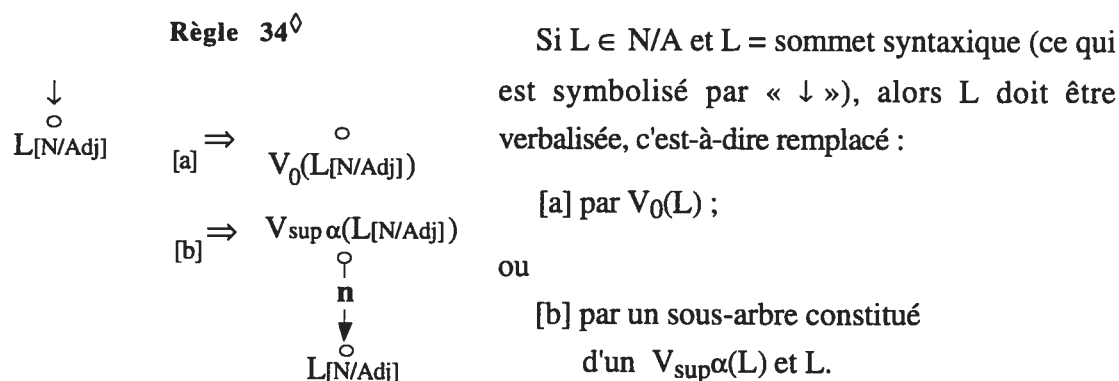 Règle 34◊
↓
L[N/Adj]
[a] ⇒ V₀(L[N/Adj])
[b] ⇒ Vsup α(L[N/Adj])
n
L[N/Adj]
Si L ∈ N/A et L = sommet syntaxique (ce qui
est symbolisé par « ↓ »), alors L doit être
verbalisée, c'est-à-dire remplacé :
[a] par V₀(L) ;
ou
[b] par un sous-arbre constitué
d'un Vsupα(L) et L.